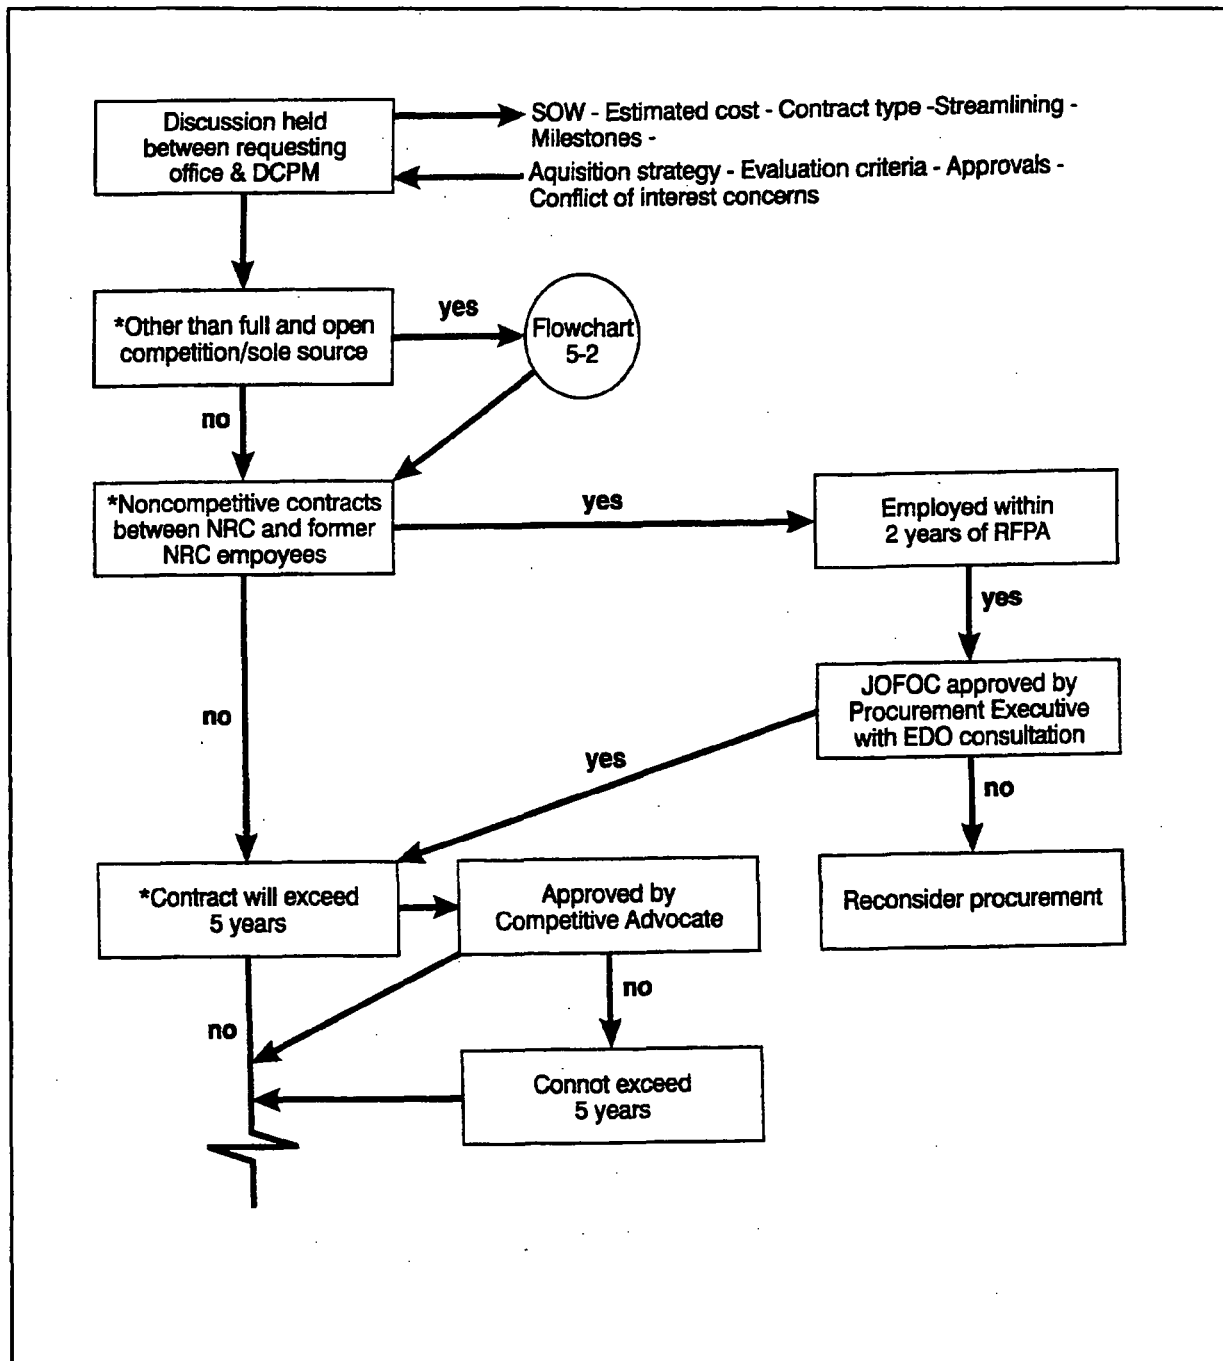 Discussion held
between requesting
office & DCPM
SOW - Estimated cost - Contract type -Streamlining -
Milestones -
Aquisition strategy - Evaluation criteria - Approvals -
Conflict of interest concerns
*Other than full and open
competition/sole source
yes
Flowchart
5-2
no
*Noncompetitive contracts
between NRC and former
NRC empoyees
yes
Employed within
2 years of RFPA
yes
JOFOC approved by
Procurement Executive
with EDO consultation
no
yes
no
*Contract will exceed
5 years
Approved by
Competitive Advocate
Reconsider procurement
no
no
Connot exceed
5 years